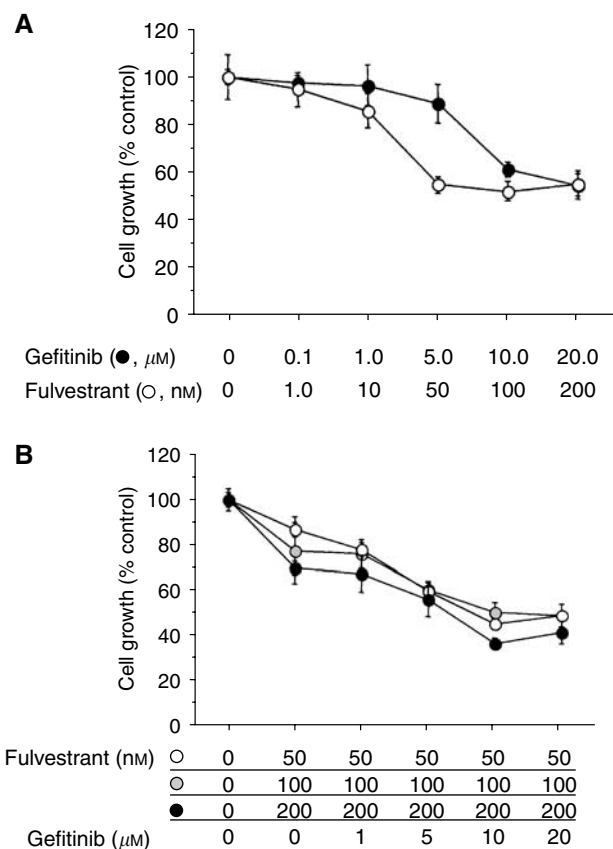 A
120
100
80
60
40
20
0
Cell growth (% control)
Gefitinib (●, μM) 0 0.1 1.0 5.0 10.0 20.0
Fulvestrant (○, nM) 0 1.0 10 50 100 200
B
120
100
80
60
40
20
0
Cell growth (% control)
Fulvestrant (nM) 0 50 50 50 50 50
0 100 100 100 100 100
0 200 200 200 200 200
Gefitinib (μM) 0 0 1 5 10 20